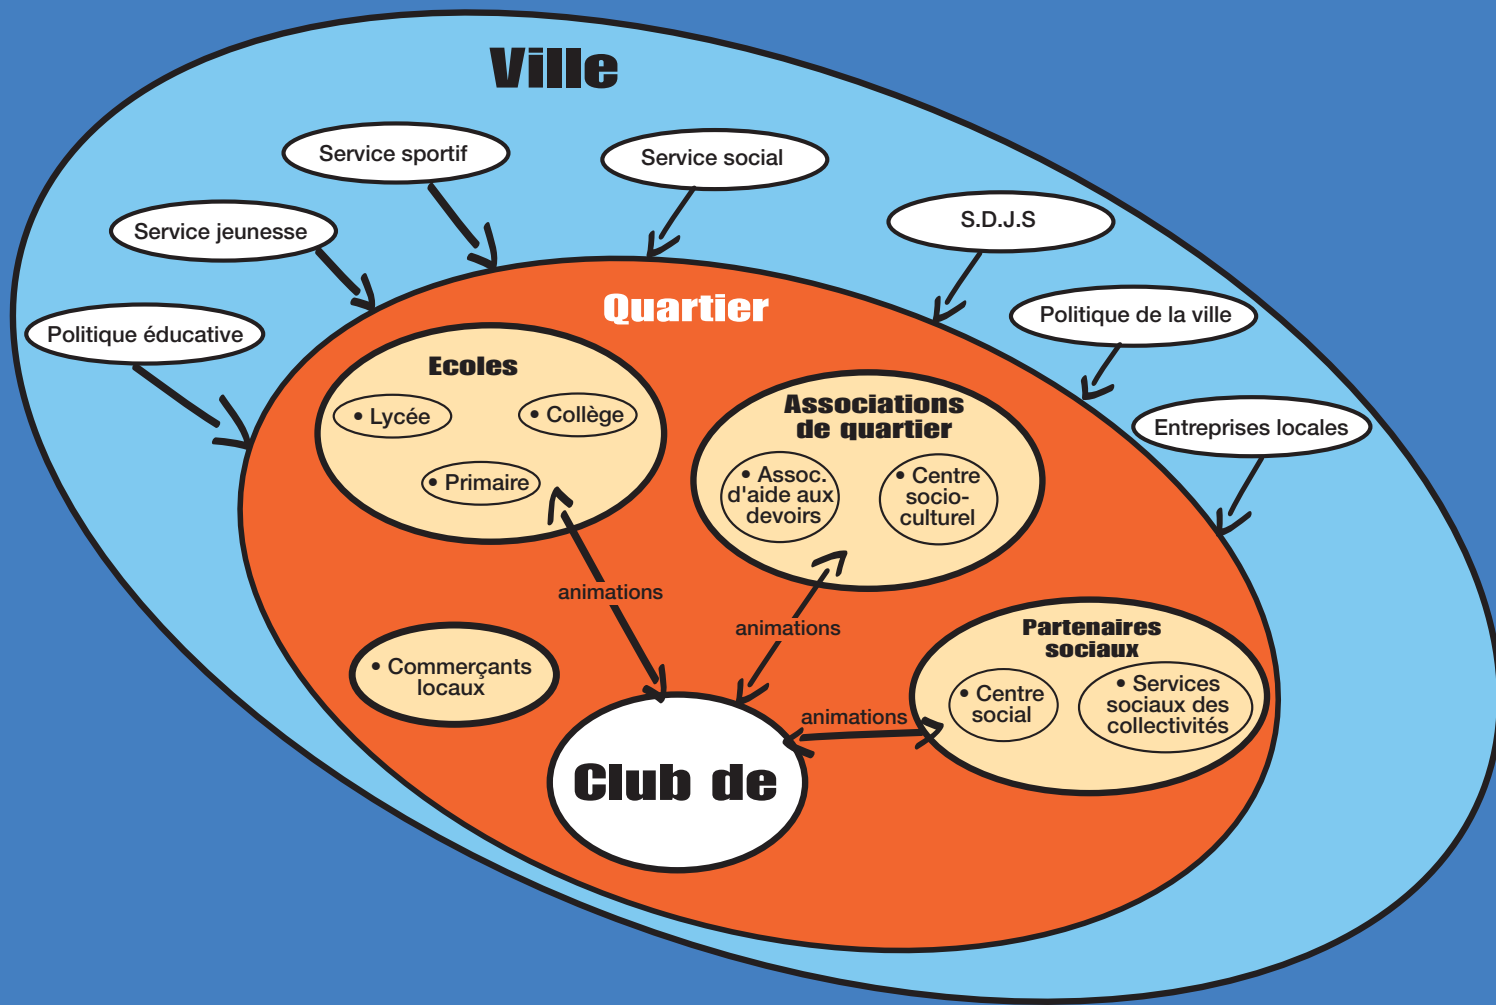 Ville
Service sportif
Service social
Service jeunesse
S.D.J.S
Politique éducative
Politique de la ville
Entreprises locales
Quartier
Ecoles
• Lycée
• Collège
• Primaire
Associations
de quartier
• Assoc.
d'aide aux
devoirs
• Centre
socio-
culturel
animations
animations
animations
• Commerçants
locaux
Partenaires
sociaux
• Centre
social
• Services
sociaux des
collectivités
Club de